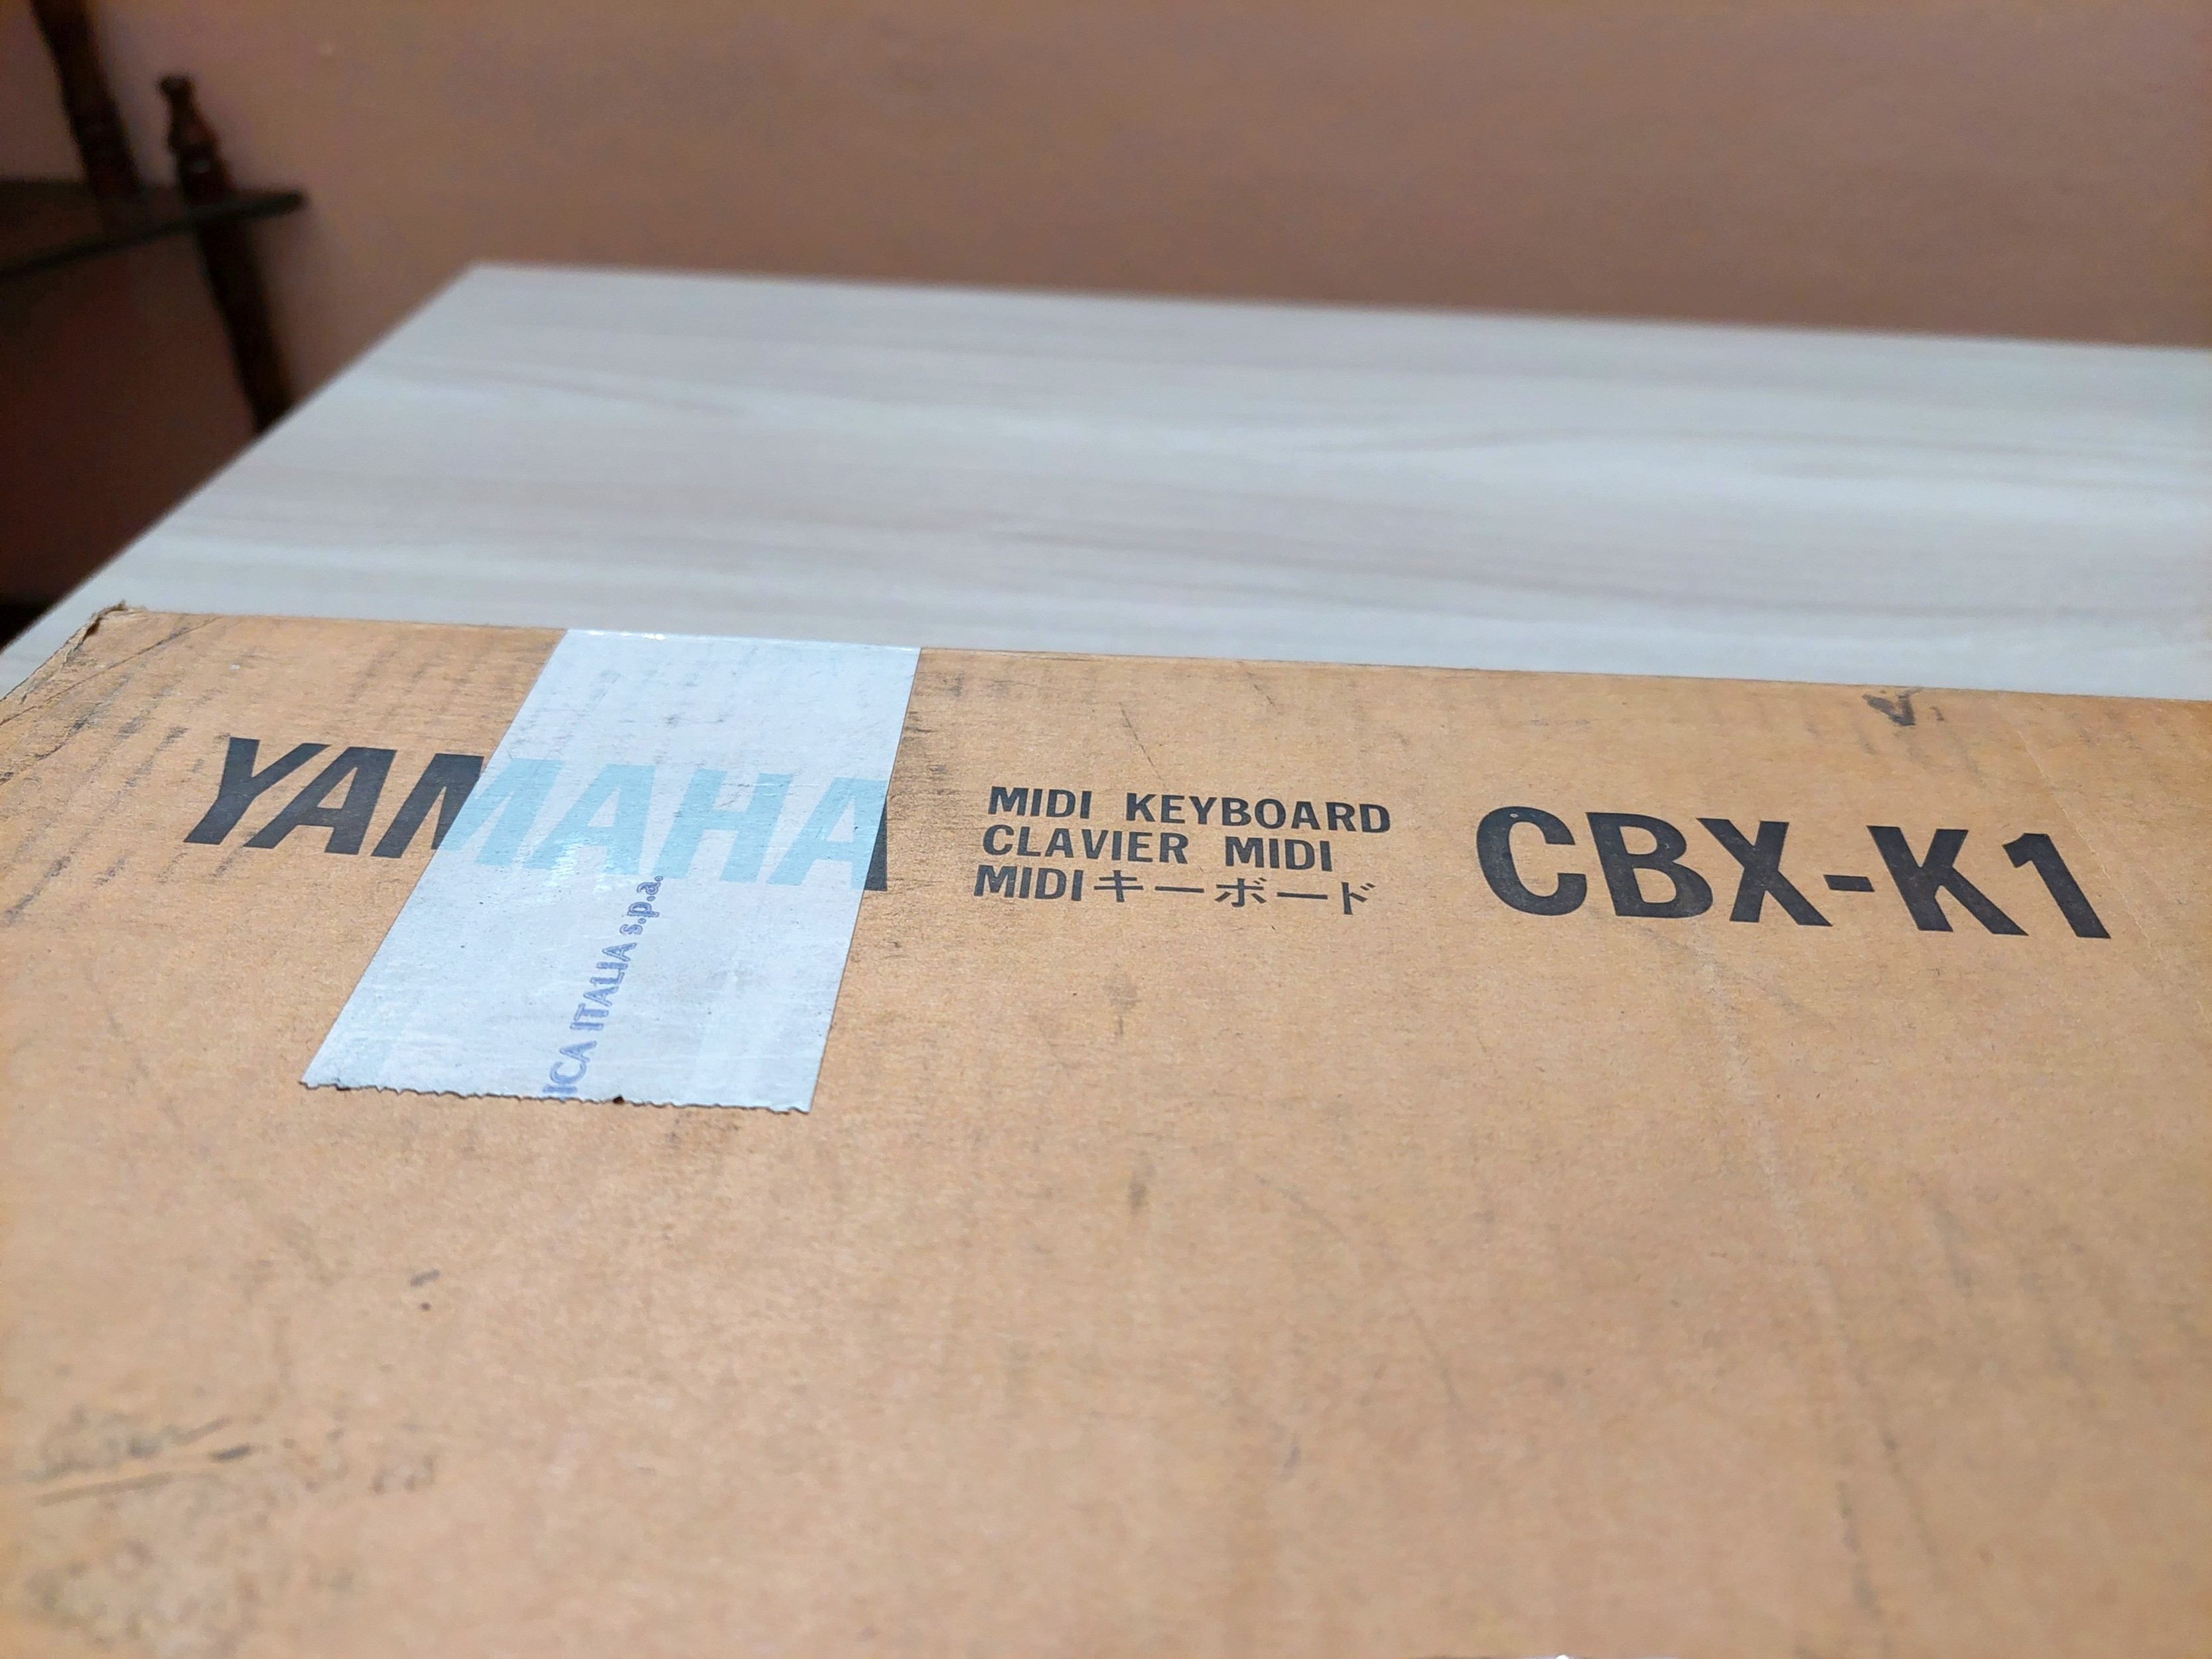 YAMAHA
MIDI KEYBOARD
CLAVIER MIDI
MIDIキーボード
CBX-K1
ICA ITALIA s.p.a.